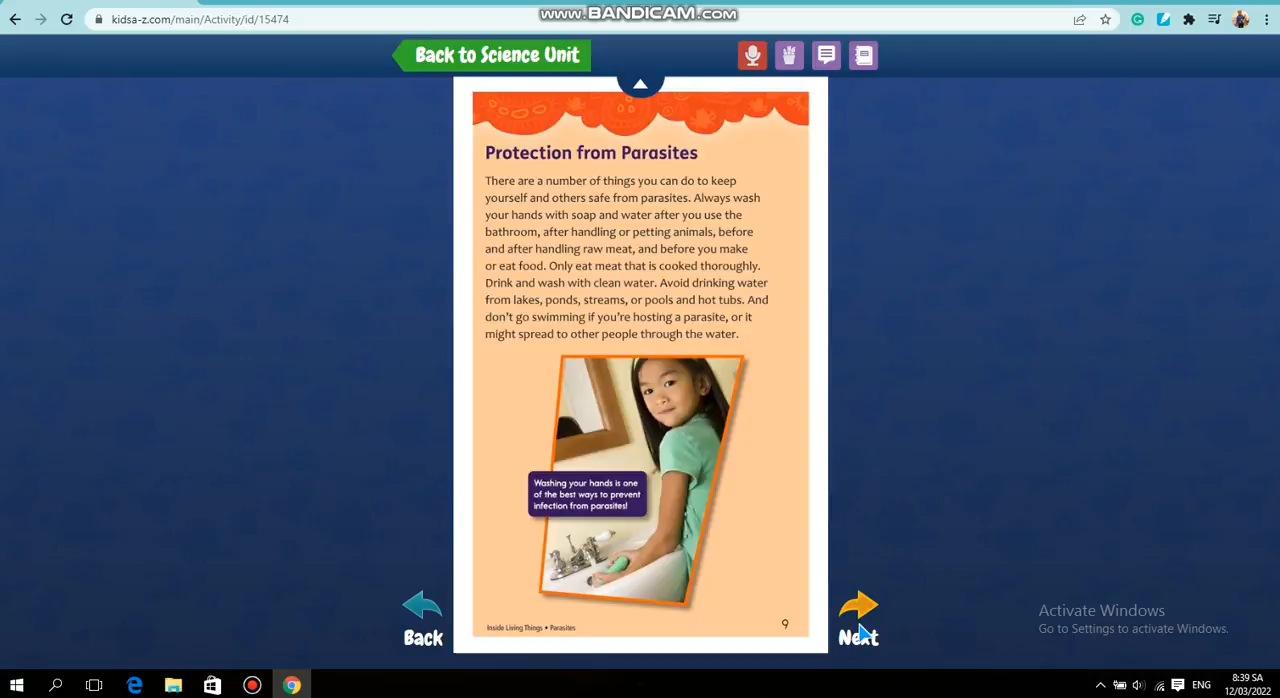 www.BANDICAM.com
kidsa-z.com/main/Activity/id/15474
Back to Science Unit
Protection from Parasites
There are a number of things you can do to keep
yourself and others safe from parasites. Always wash
your hands with soap and water after you use the
bathroom, after handling or petting animals, before
and after handling raw meat, and before you make
or eat food. Only eat meat that is cooked thoroughly.
Drink and wash with clean water. Avoid drinking water
from lakes, ponds, streams, or pools and hot tubs. And
don't go swimming if you're hosting a parasite, or it
might spread to other people through the water.
Washing your hands is one
of the best ways to prevent
infection from parasites!
Back
Next
Inside Living Things • Parasites
9
Activate Windows
Go to Settings to activate Windows.
ENG
8:39 SA
12/03/2022